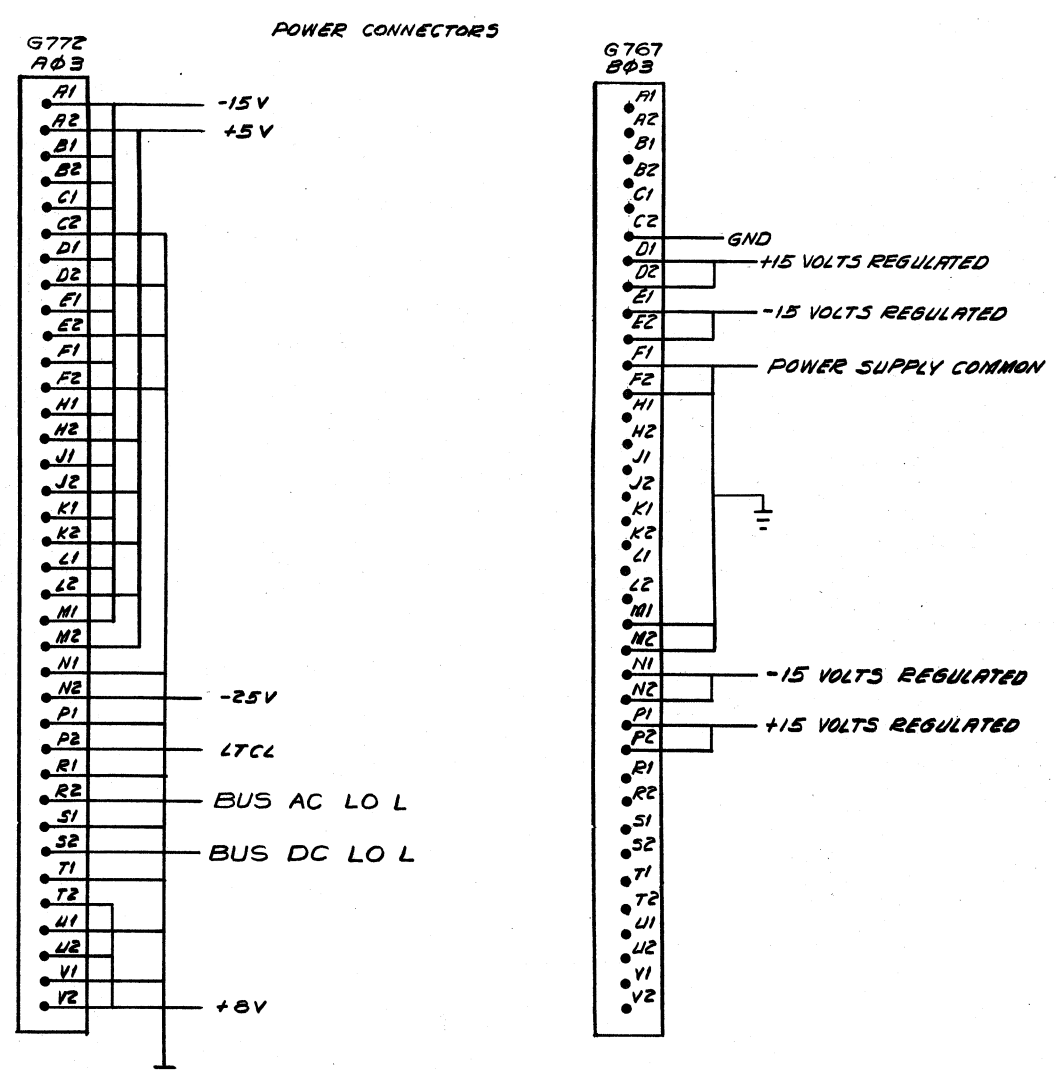 POWER CONNECTORS
G772
AØ3
A1
-15V
A2
+5V
B1
B2
C1
C2
D1
D2
E1
E2
F1
F2
H1
H2
J1
J2
K1
K2
L1
L2
M1
M2
N1
N2
-25V
P1
P2
LTCL
R1
R2
BUS AC LO L
S1
S2
BUS DC LO L
T1
T2
U1
U2
V1
V2
+8V
G767
BØ3
A1
A2
B1
B2
C1
C2
GND
D1
+15 VOLTS REGULATED
D2
E1
-15 VOLTS REGULATED
E2
F1
POWER SUPPLY COMMON
F2
H1
H2
J1
J2
K1
K2
L1
L2
M1
M2
N1
-15 VOLTS REGULATED
N2
P1
+15 VOLTS REGULATED
P2
R1
R2
S1
S2
T1
T2
U1
U2
V1
V2